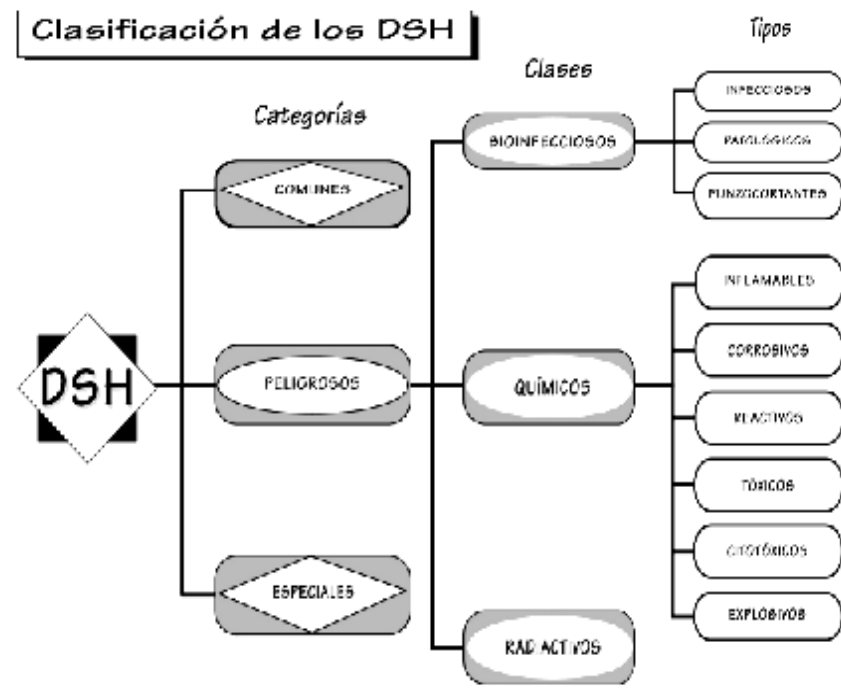 Clasificación de los DSH
Tipos
Clases
Categorías
INFECCIOSOS
BIOINFECCIOSOS
PATOLÓGICOS
COMUNES
PUNZOCORTANTES
INFLAMABLES
CORROSIVOS
DSH
PELIGROSOS
QUÍMICOS
REACTIVOS
TÓXICOS
CITOTÓXICOS
ESPECIALES
EXPLOSIVOS
RADIACTIVOS